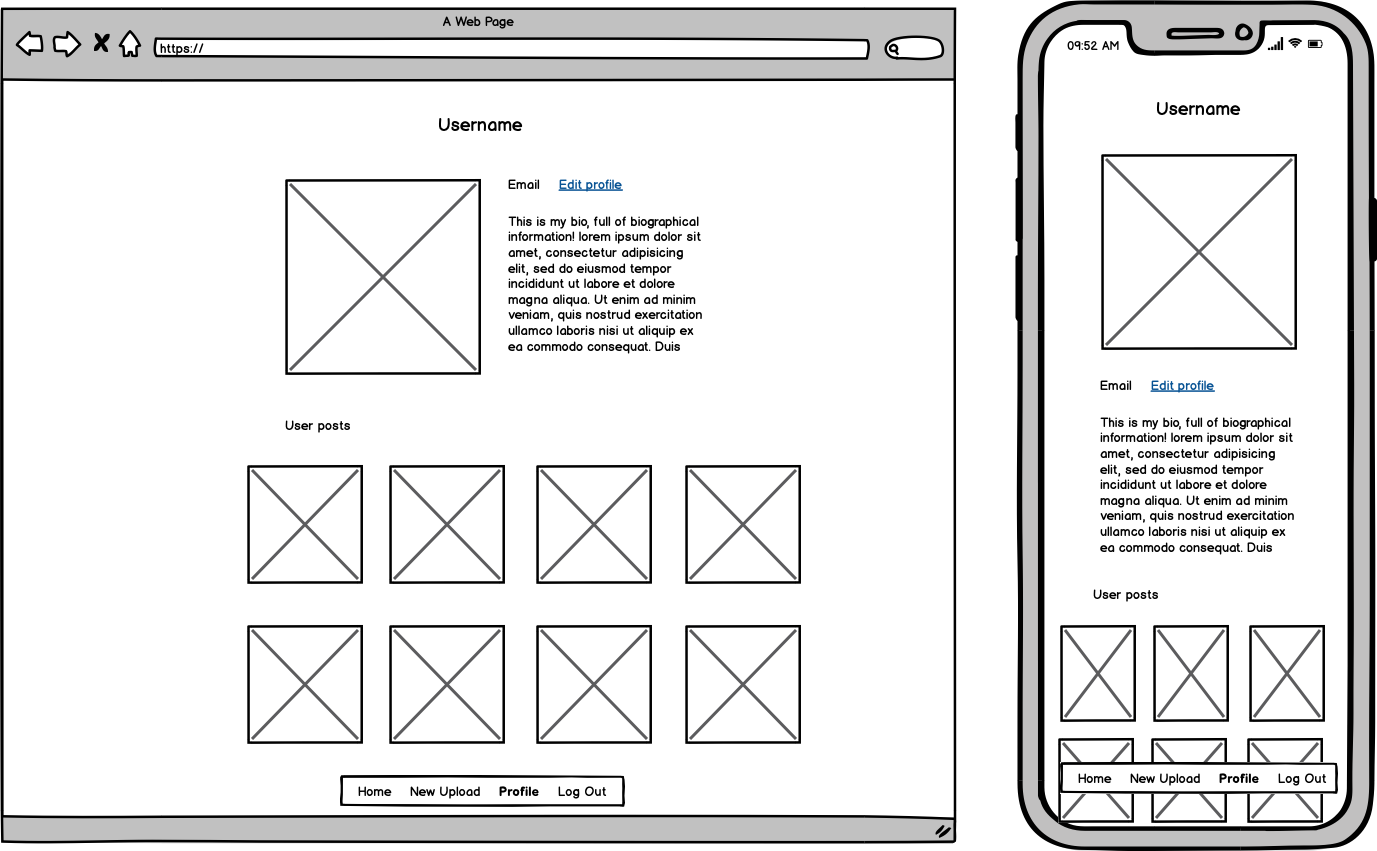 A Web Page
https://
Username
Email Edit profile
This is my bio, full of biographical
information! lorem ipsum dolor sit
amet, consectetur adipisicing
elit, sed do eiusmod tempor
incididunt ut labore et dolore
magna aliqua. Ut enim ad minim
veniam, quis nostrud exercitation
ullamco laboris nisi ut aliquip ex
ea commodo consequat. Duis
User posts
Home New Upload Profile Log Out
09:52 AM
Username
Email Edit profile
This is my bio, full of biographical
information! lorem ipsum dolor sit
amet, consectetur adipisicing
elit, sed do eiusmod tempor
incididunt ut labore et dolore
magna aliqua. Ut enim ad minim
veniam, quis nostrud exercitation
ullamco laboris nisi ut aliquip ex
ea commodo consequat. Duis
User posts
Home New Upload Profile Log Out